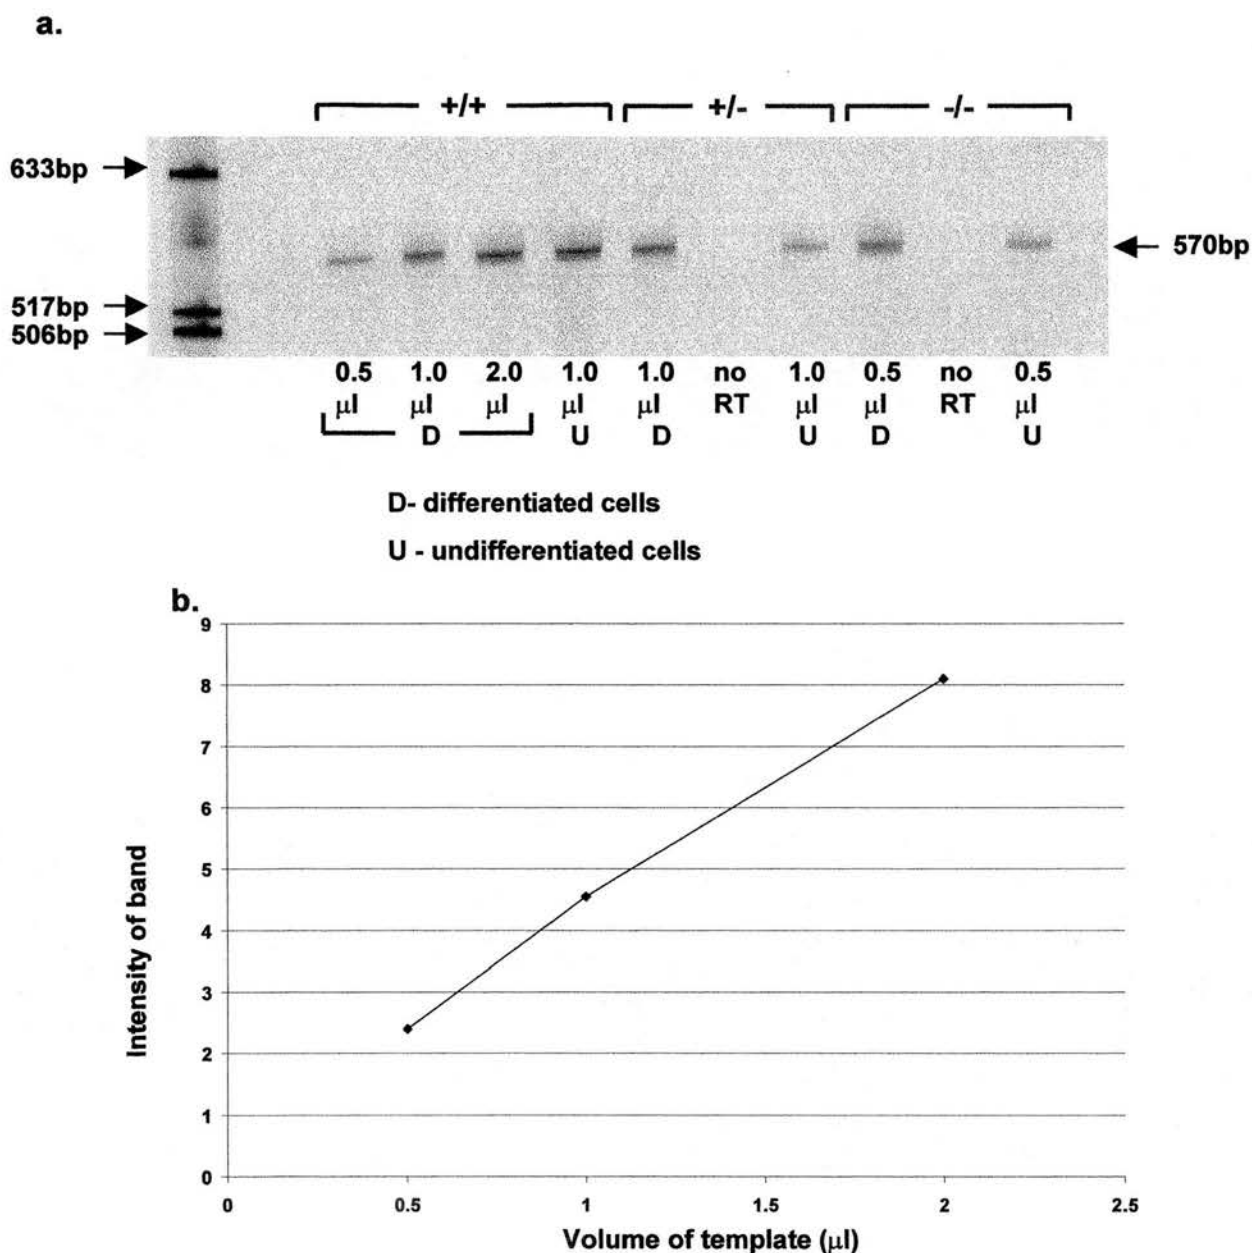 a.
+/+ +/- -/-
633bp
570bp
517bp
506bp
0.5 1.0 2.0 1.0 1.0 no 1.0 0.5 no 0.5
µl µl µl µl µl RT µl µl RT µl
D U D U D U
D- differentiated cells
U - undifferentiated cells
b.
9
8
7
6
5
4
3
2
1
0
Intensity of band
0 0.5 1 1.5 2 2.5
Volume of template (µl)